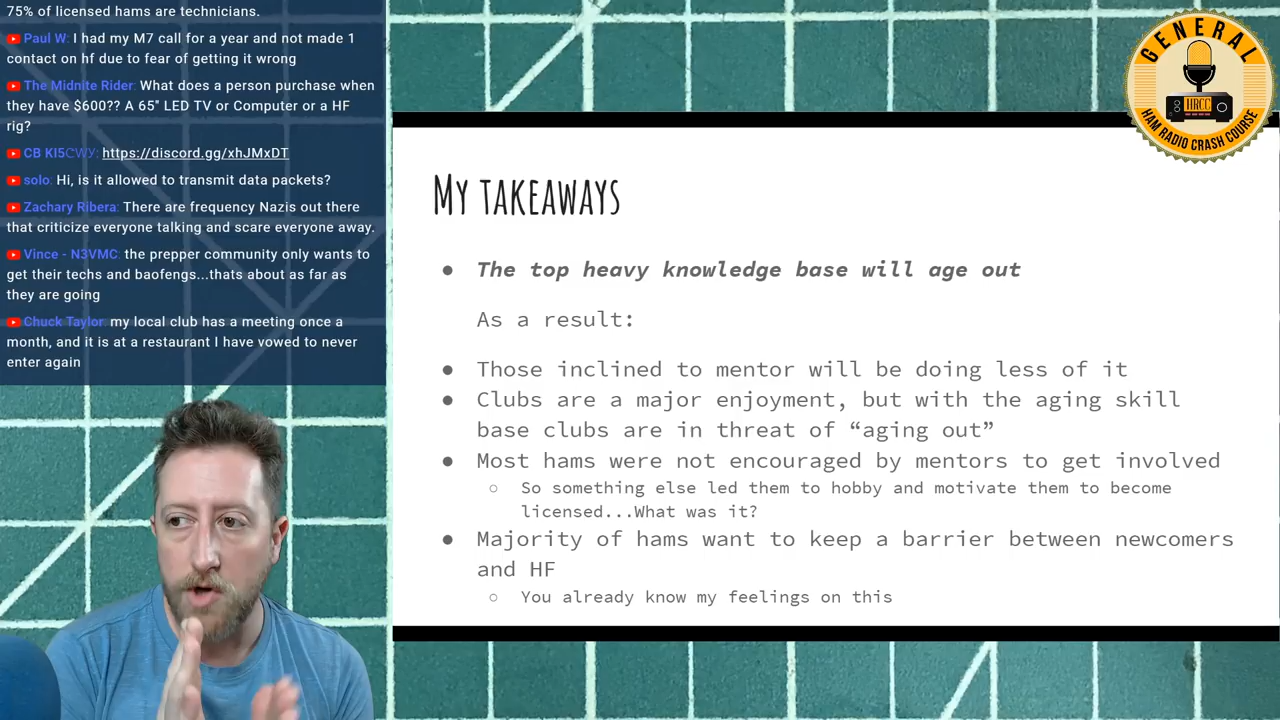 75% of licensed hams are technicians.
Paul W: I had my M7 call for a year and not made 1
contact on hf due to fear of getting it wrong
The Midnite Rider: What does a person purchase when
they have $600?? A 65" LED TV or Computer or a HF
rig?
CB KI5CWУ: https://discord.gg/xhJMxDT
solo: Hi, is it allowed to transmit data packets?
Zachary Ribera: There are frequency Nazis out there
that criticize everyone talking and scare everyone away.
Vince - N3VMC: the prepper community only wants to
get their techs and baofengs...thats about as far as
they are going
Chuck Taylor: my local club has a meeting once a
month, and it is at a restaurant I have vowed to never
enter again
GENERAL
HRCC
HAM RADIO CRASH COURSE
My takeaways
● The top heavy knowledge base will age out
As a result:
● Those inclined to mentor will be doing less of it
● Clubs are a major enjoyment, but with the aging skill
base clubs are in threat of “aging out”
● Most hams were not encouraged by mentors to get involved
○ So something else led them to hobby and motivate them to become
licensed...What was it?
● Majority of hams want to keep a barrier between newcomers
and HF
○ You already know my feelings on this